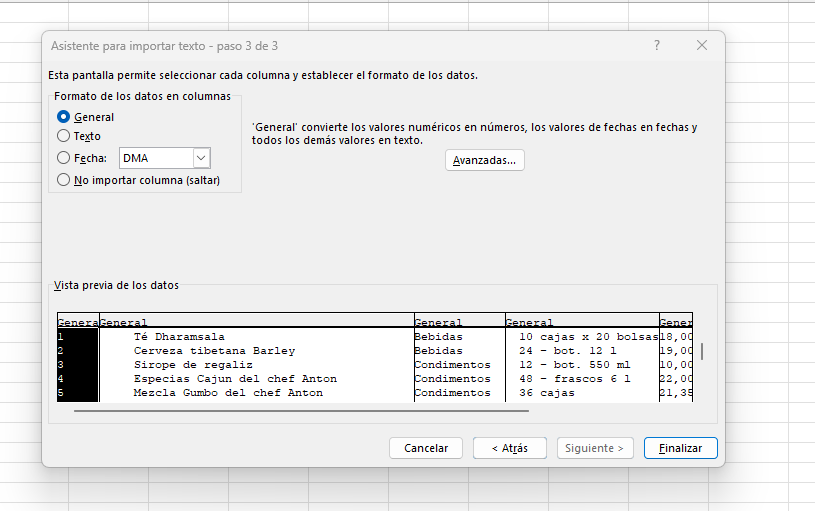 Asistente para importar texto - paso 3 de 3 ?
Esta pantalla permite seleccionar cada columna y establecer el formato de los datos.
Formato de los datos en columnas
General
Texto
Fecha: DMA
No importar columna (saltar)
'General' convierte los valores numéricos en números, los valores de fechas en fechas y
todos los demás valores en texto.
Avanzadas...
Vista previa de los datos
Genera General General General Gener
1 Té Dharamsala Bebidas 10 cajas x 20 bolsas 18,00
2 Cerveza tibetana Barley Bebidas 24 - bot. 12 l 19,00
3 Sirope de regaliz Condimentos 12 - bot. 550 ml 10,00
4 Especias Cajun del chef Anton Condimentos 48 - frascos 6 l 22,00
5 Mezcla Gumbo del chef Anton Condimentos 36 cajas 21,35
Cancelar < Atrás Siguiente > Finalizar